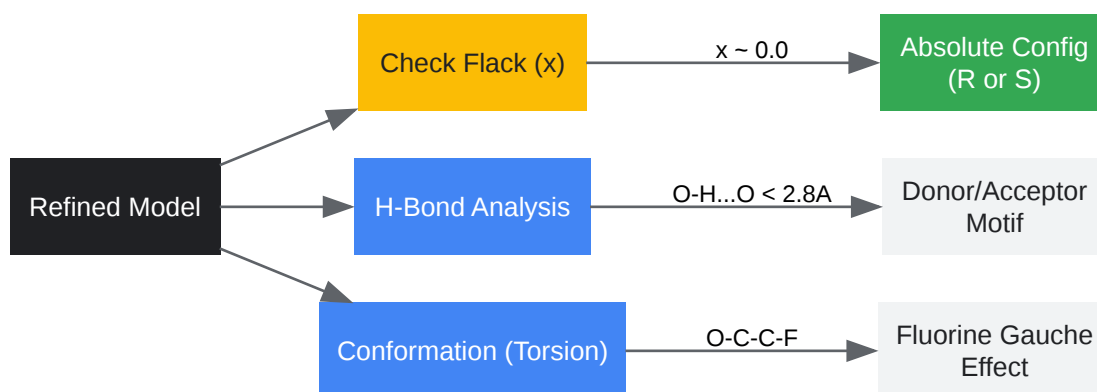 Check Flack (x)
x ~ 0.0
Absolute Config
(R or S)
Refined Model
H-Bond Analysis
O-H...O < 2.8A
Donor/Acceptor
Motif
Conformation (Torsion)
O-C-C-F
Fluorine Gauche
Effect